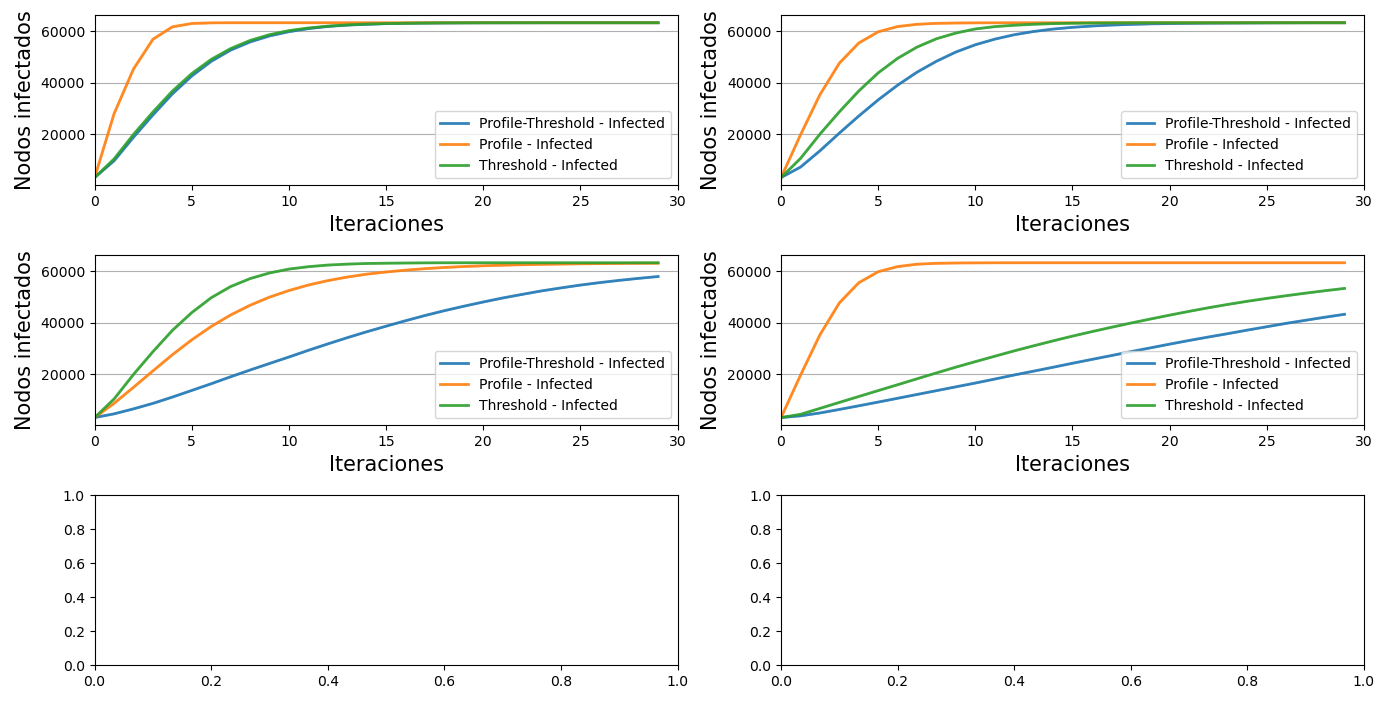 Nodos infectados
60000
40000
20000
Profile-Threshold - Infected
Profile - Infected
Threshold - Infected
0 5 10 15 20 25 30
Iteraciones
Nodos infectados
60000
40000
20000
Profile-Threshold - Infected
Profile - Infected
Threshold - Infected
0 5 10 15 20 25 30
Iteraciones
Nodos infectados
60000
40000
20000
Profile-Threshold - Infected
Profile - Infected
Threshold - Infected
0 5 10 15 20 25 30
Iteraciones
Nodos infectados
60000
40000
20000
Profile-Threshold - Infected
Profile - Infected
Threshold - Infected
0 5 10 15 20 25 30
Iteraciones
1.0
0.8
0.6
0.4
0.2
0.0
0.0 0.2 0.4 0.6 0.8 1.0
1.0
0.8
0.6
0.4
0.2
0.0
0.0 0.2 0.4 0.6 0.8 1.0